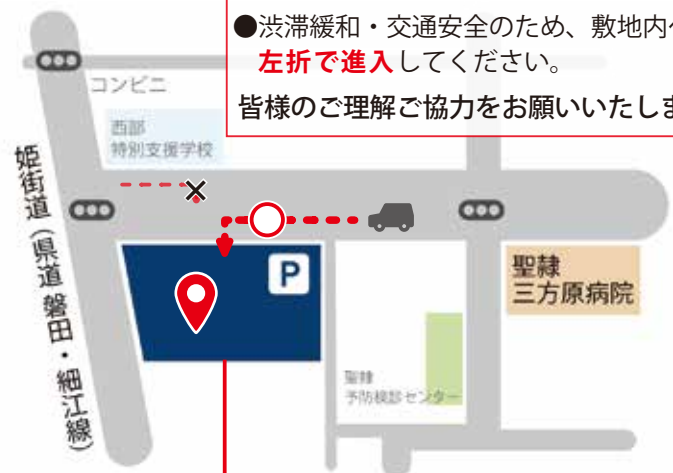 ●渋滞緩和・交通安全のため、敷地内
左折で進入してください。
皆様のご理解ご協力をお願いいたしま
コンビニ
西部
特別支援学校
姫街道(県道 磐田・細江線)
P
聖隷
三方原病院
聖隷
予防検診センター